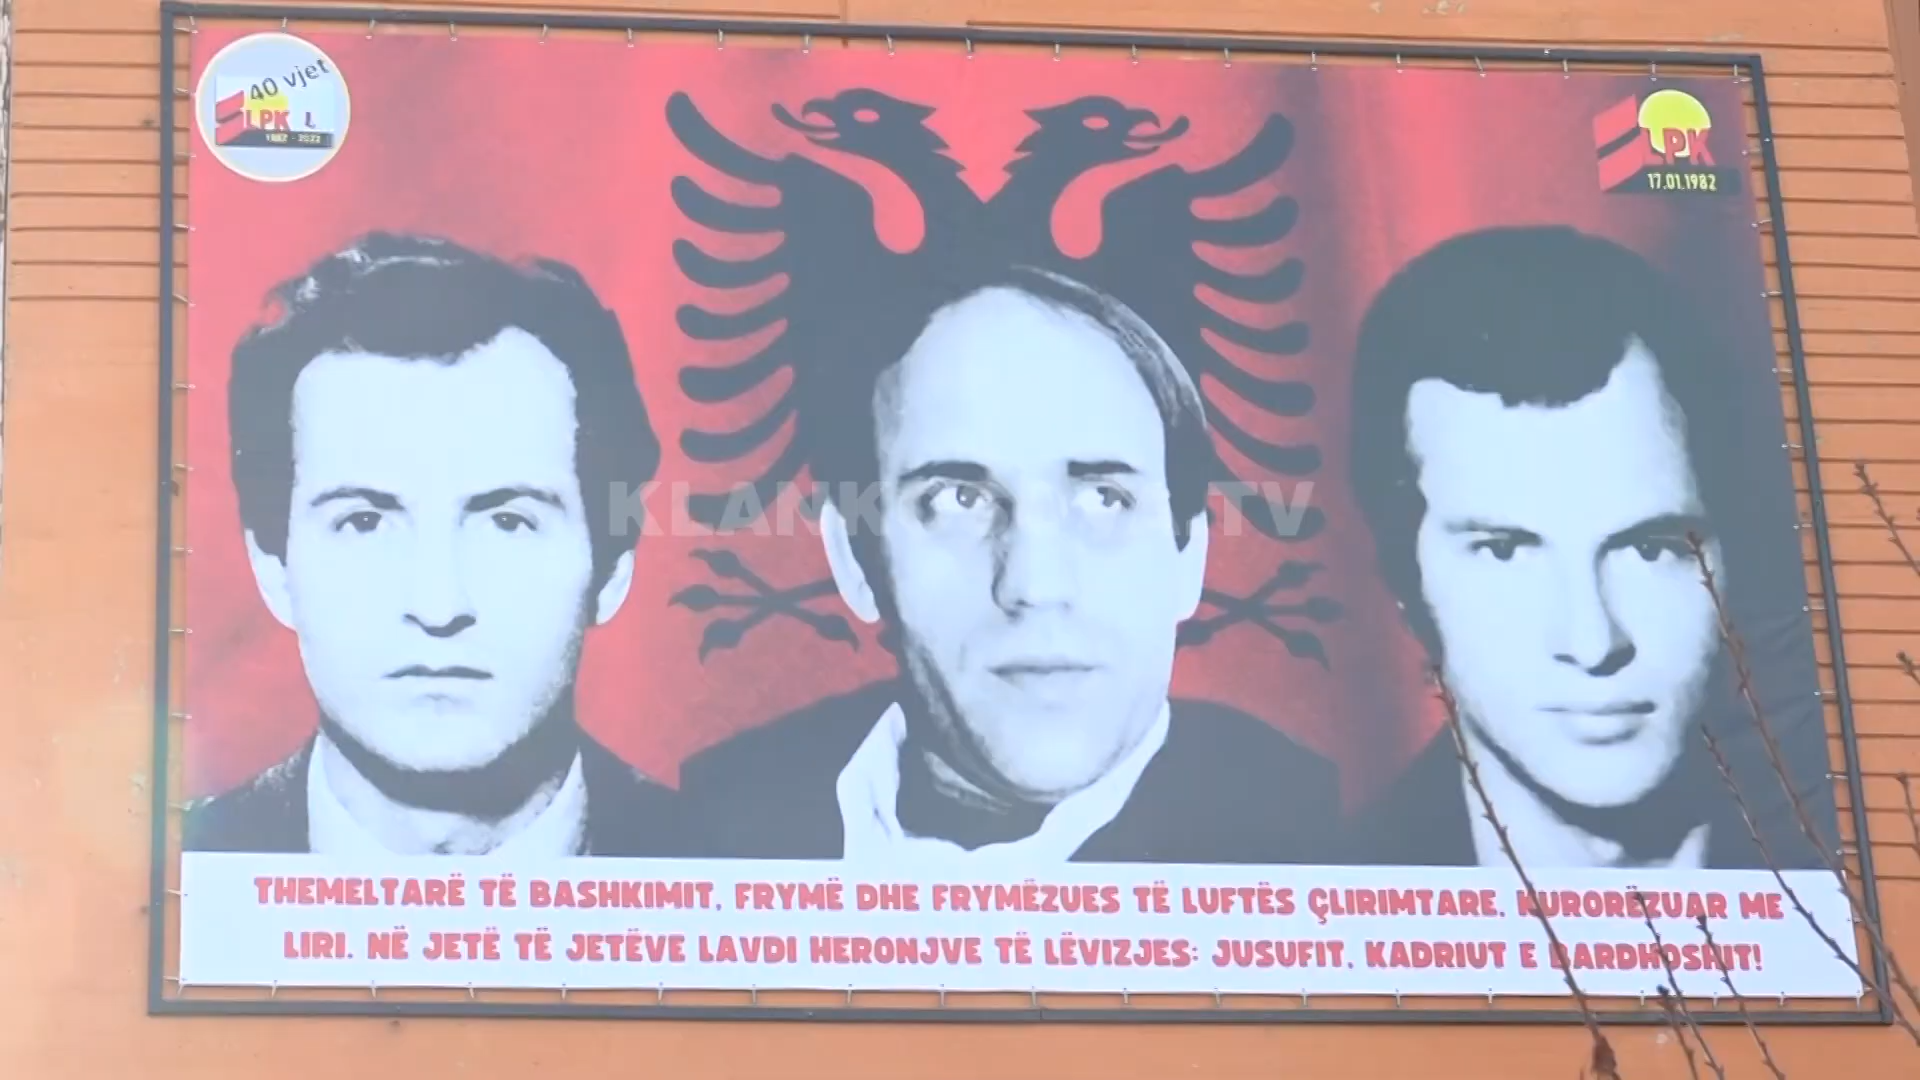 40 vjet
LPK
1982 - 2022
LPK
17.01.1982
THEMELTARË TË BASHKIMIT, FRYMË DHE FRYMËZUES TË LUFTËS ÇLIRIMTARE, KURORËZUAR ME
LIRI. NË JETË TË JETËVE LAVDI HERONJVE TË LËVIZJES: JUSUFIT, KADRIUT E BARDHOSHIT!